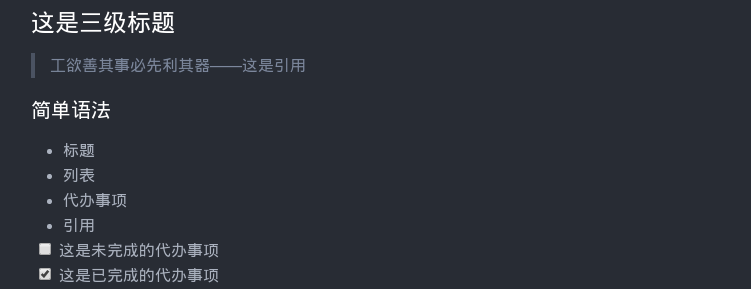 这是三级标题
工欲善其事必先利其器——这是引用
简单语法
标题
列表
代办事项
引用
这是未完成的代办事项
这是已完成的代办事项